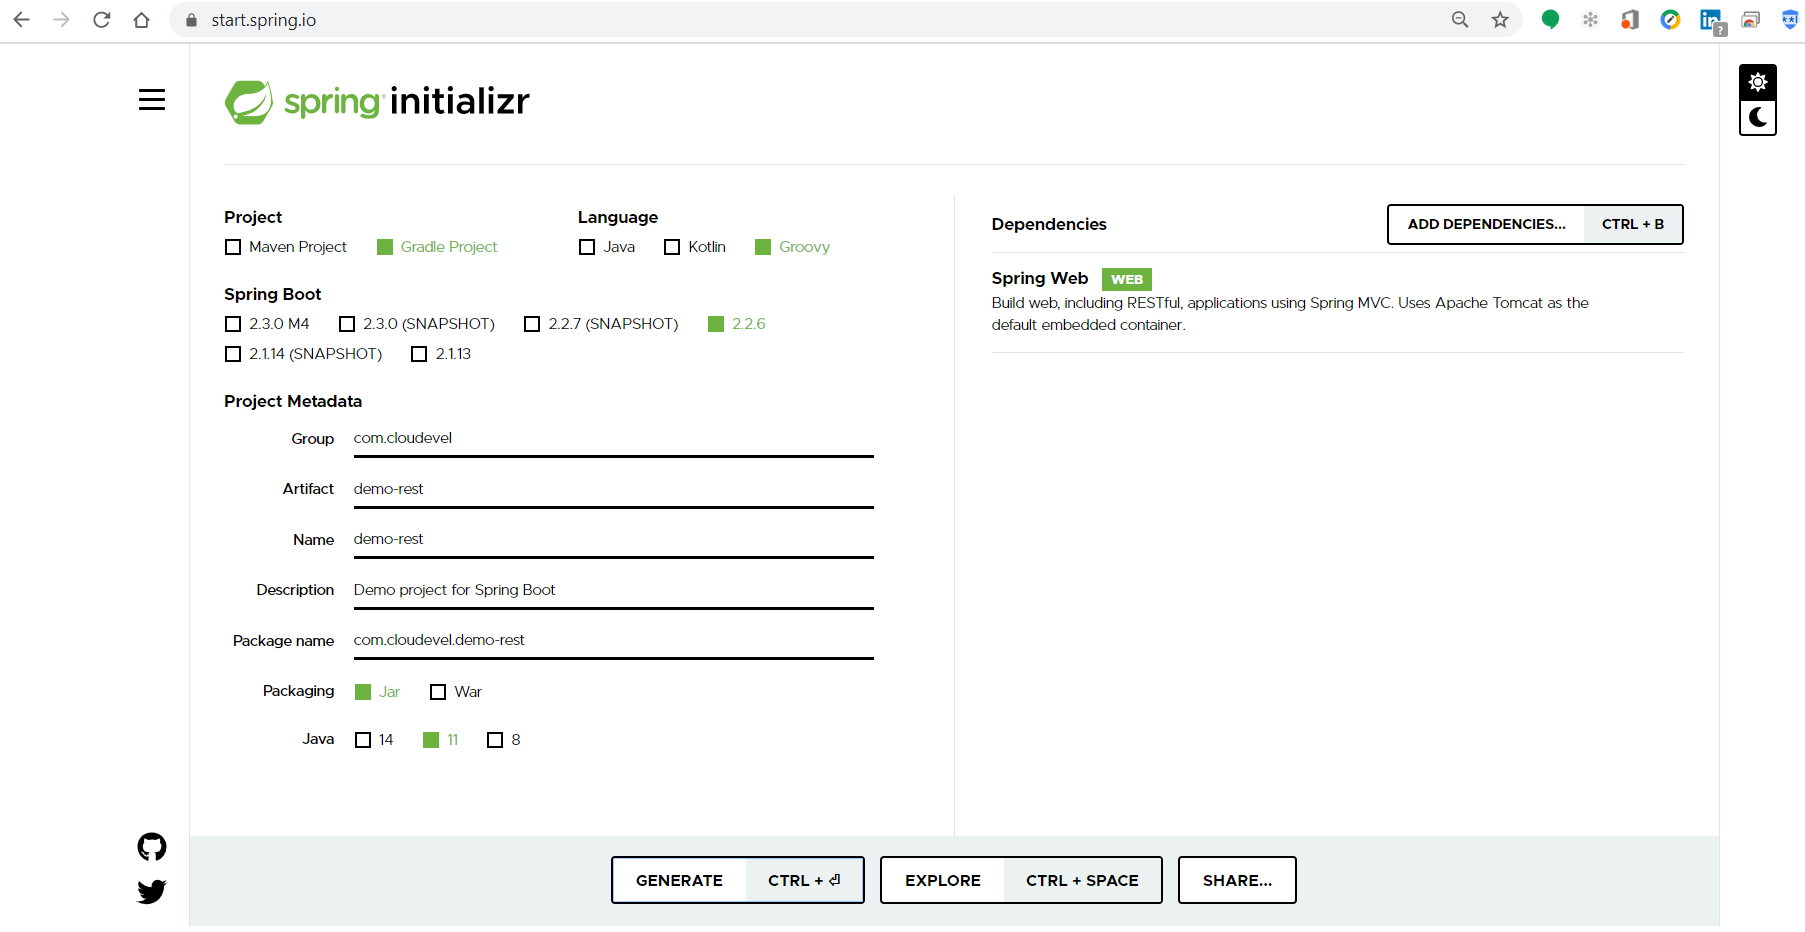 start.spring.io
spring initializr
Project
Maven Project Gradle Project
Language
Java Kotlin Groovy
Spring Boot
2.3.0 M4 2.3.0 (SNAPSHOT) 2.2.7 (SNAPSHOT) 2.2.6
2.1.14 (SNAPSHOT) 2.1.13
Project Metadata
Group com.cloudevel
Artifact demo-rest
Name demo-rest
Description Demo project for Spring Boot
Package name com.cloudevel.demo-rest
Packaging Jar War
Java 14 11 8
Dependencies
ADD DEPENDENCIES... CTRL + B
Spring Web WEB
Build web, including RESTful, applications using Spring MVC. Uses Apache Tomcat as the
default embedded container.
GENERATE CTRL + ⏎
EXPLORE CTRL + SPACE
SHARE...
in
?